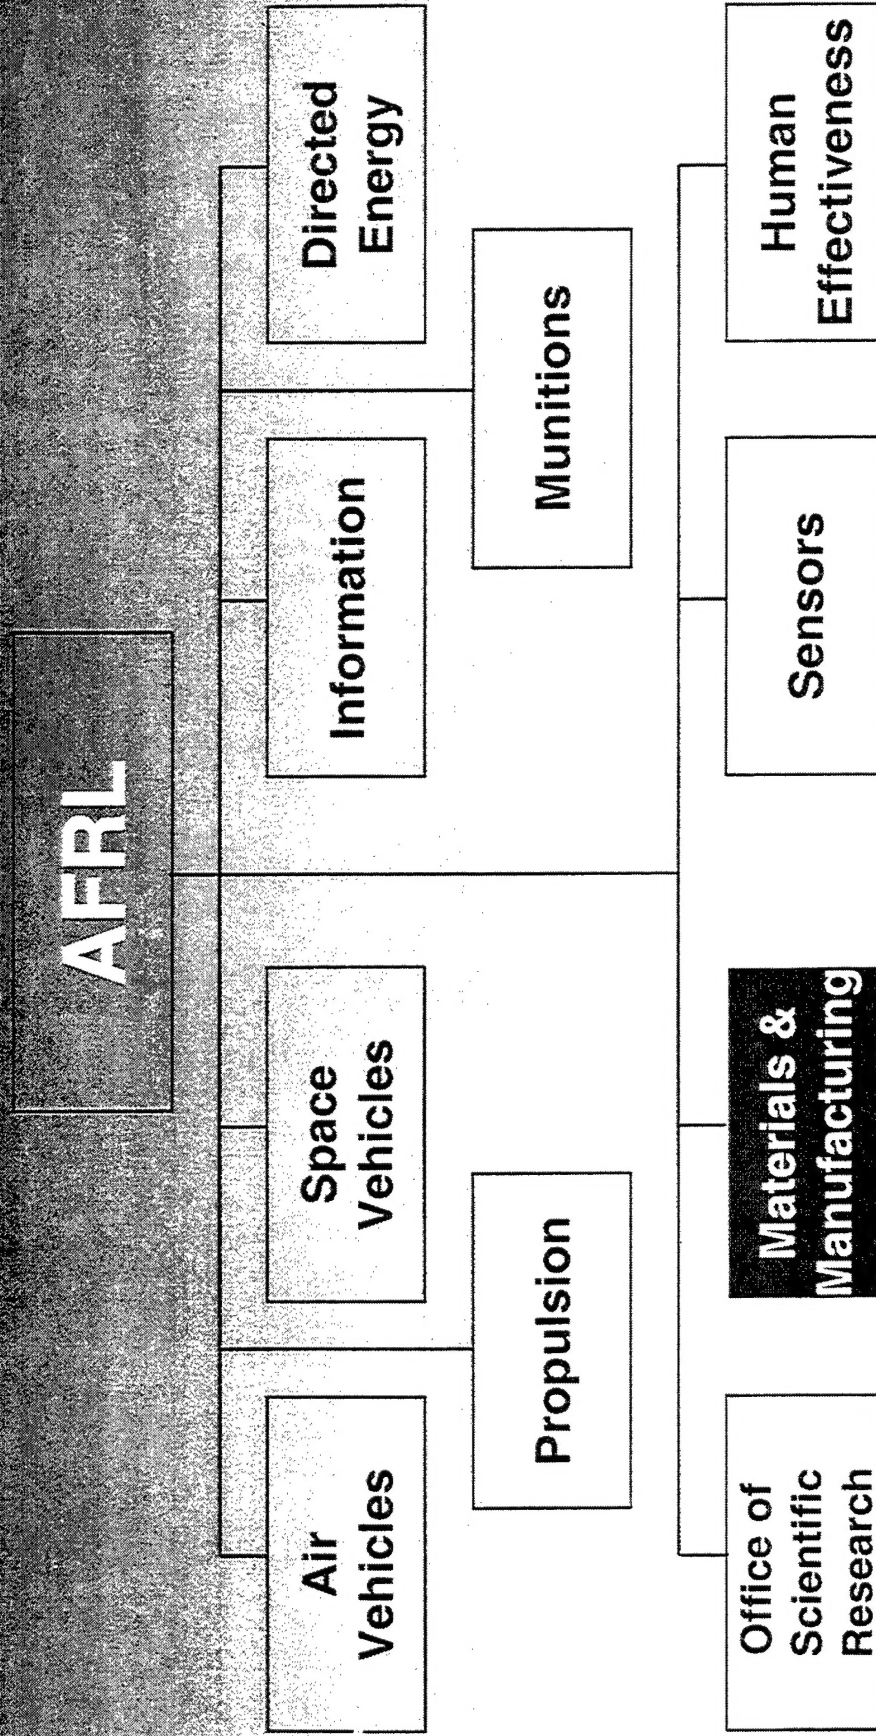 AFRL
Air
Vehicles
Space
Vehicles
Information
Directed
Energy
Propulsion
Munitions
Office of
Scientific
Research
Materials &
Manufacturing
Sensors
Human
Effectiveness